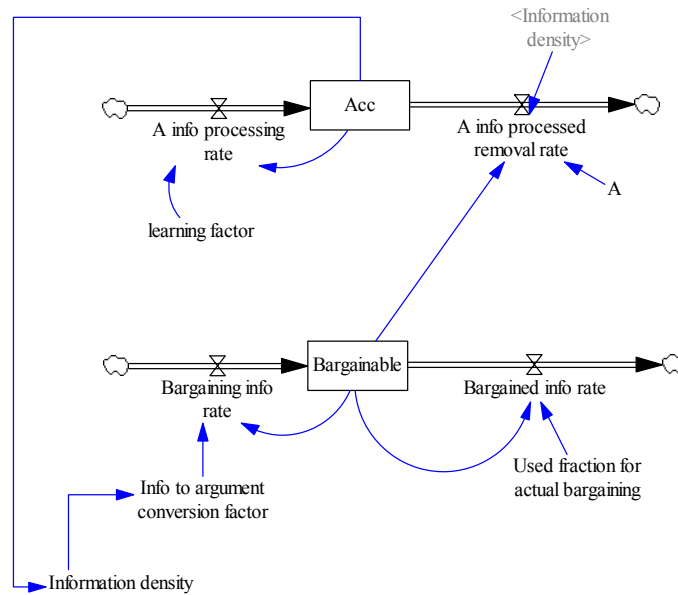 <Information
density>
Acc
A info processing
rate
A info processed
removal rate
A
learning factor
Bargainable
Bargaining info
rate
Bargained info rate
Used fraction for
actual bargaining
Info to argument
conversion factor
Information density